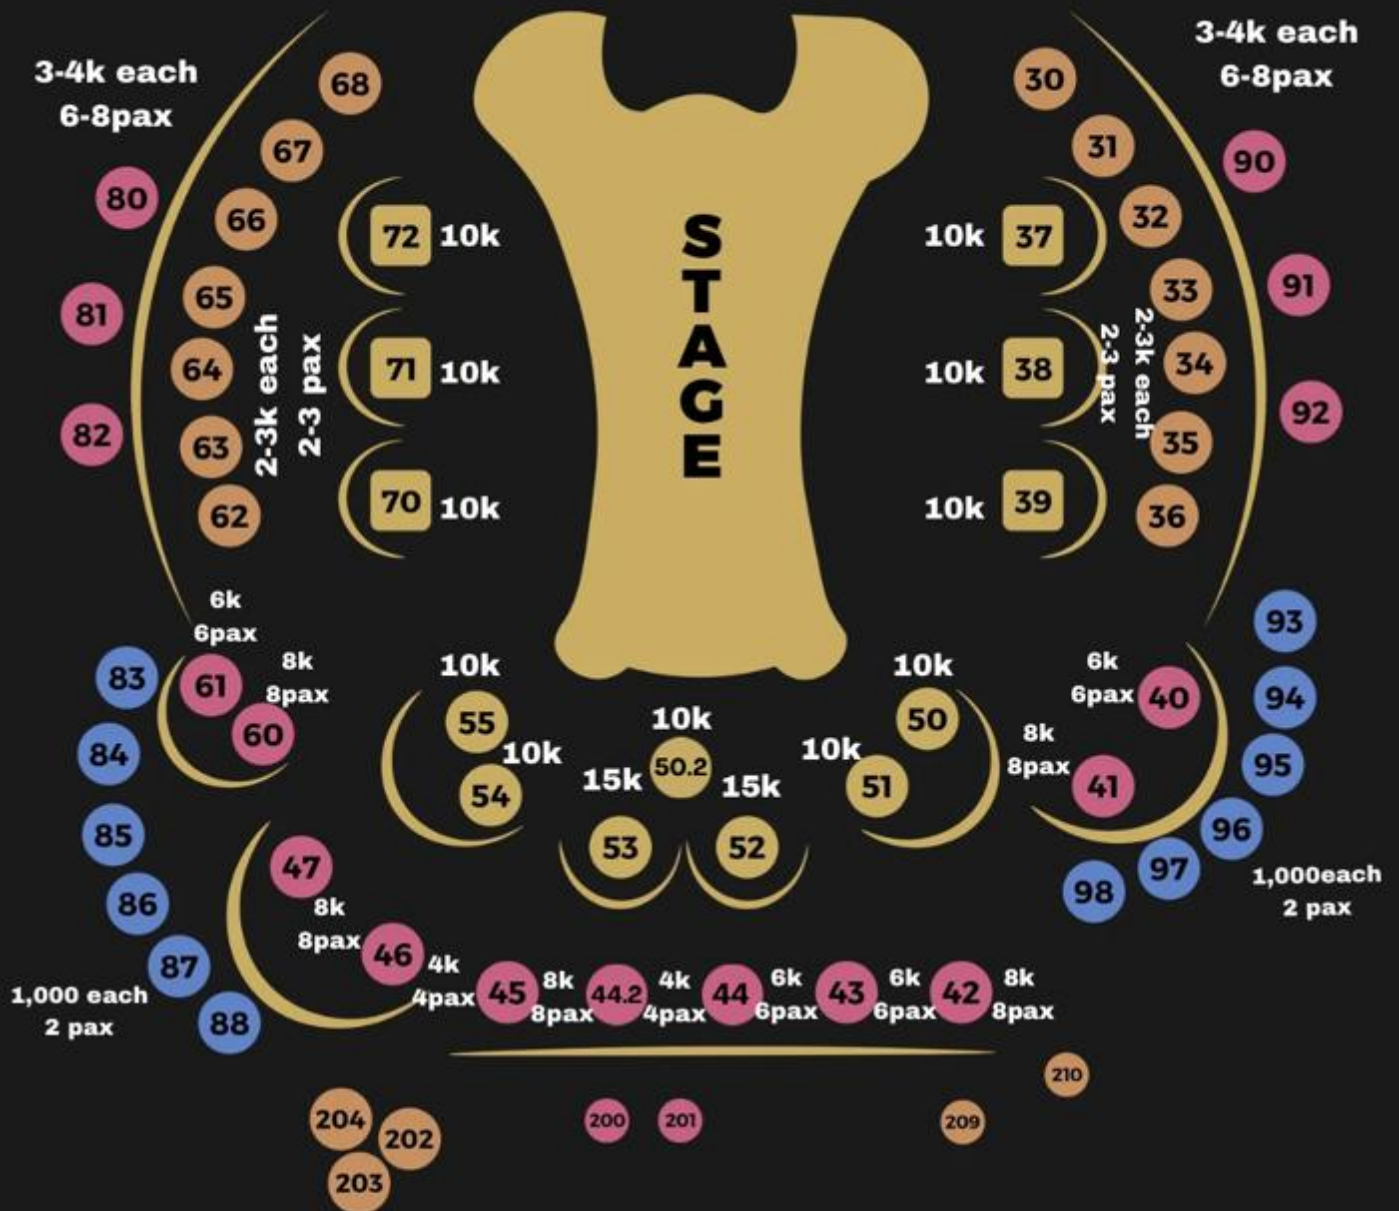 3-4k each
6-8pax
3-4k each
6-8pax
68
30
67
31
80
90
66
32
72 10k
10k 37
STAGE
65
33
81
91
2-3k each
2-3 pax
2-3 pax
2-3k each
64
34
71 10k
10k 38
82
92
63
35
70 10k
10k 39
62
36
6k
6pax
93
83
61
8k
8pax
60
10k
55
10k
54
10k
50.2
10k
50
10k
51
6k
6pax
40
94
8k
8pax
41
95
84
15k
53
15k
52
96
85
47
97
98
1,000each
2 pax
86
8k
8pax
46
87
4k
4pax
45
8k
8pax
44.2
4k
4pax
44
6k
6pax
43
6k
6pax
42
8k
8pax
1,000 each
2 pax
88
210
204
202
203
200
201
209